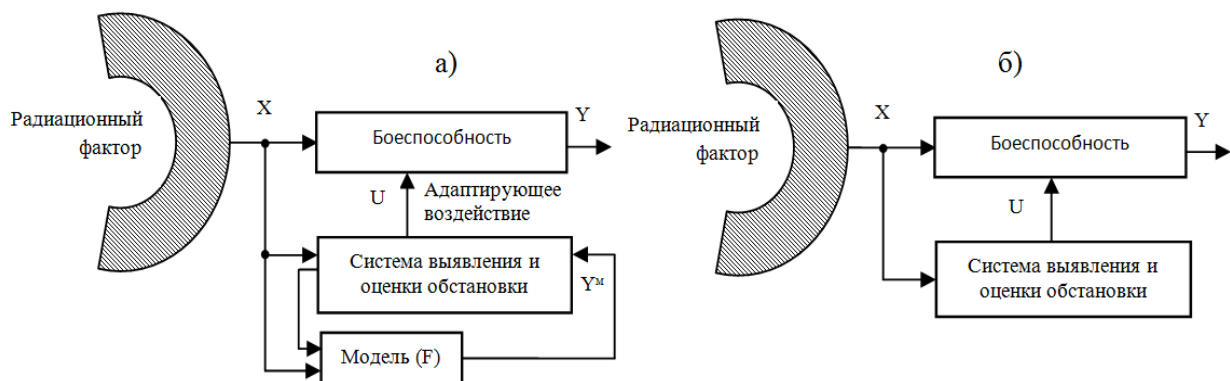 а)
Радиационный
фактор
X
Боеспособность
Y
U
Адаптирующее
воздействие
Система выявления и
оценки обстановки
Yᴹ
Модель (F)
б)
Радиационный
фактор
X
Боеспособность
Y
U
Система выявления и
оценки обстановки